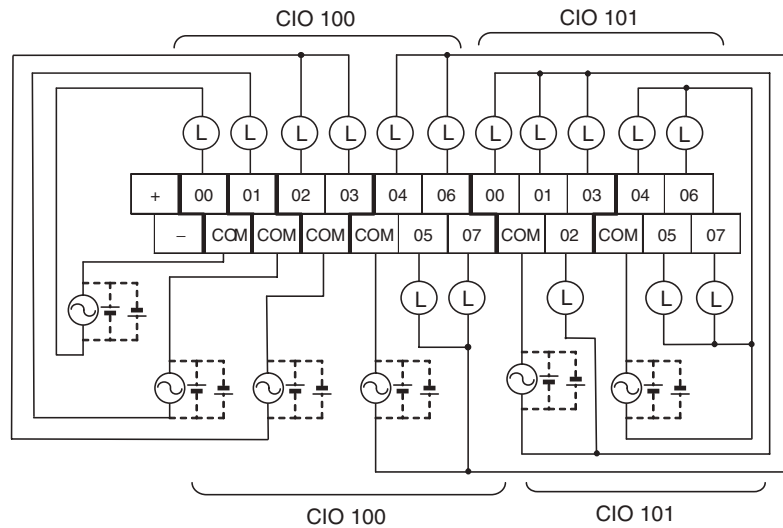 CIO 100 CIO 101
L L L L L L L L L L L
+ 00 01 02 03 04 06 00 01 03 04 06
− COM COM COM COM 05 07 COM 02 COM 05 07
L L L L L
CIO 100 CIO 101